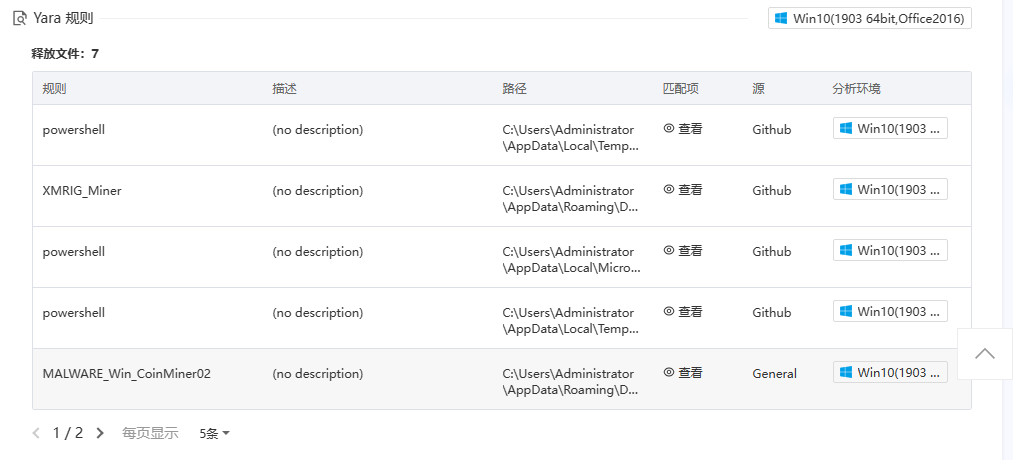 Yara 规则
Win10(1903 64bit,Office2016)
释放文件：7
规则 描述 路径 匹配项 源 分析环境
powershell (no description) C:\Users\Administrator 查看 Github Win10(1903 ...
\AppData\Local\Temp...
XMRIG_Miner (no description) C:\Users\Administrator 查看 Github Win10(1903 ...
\AppData\Roaming\D...
powershell (no description) C:\Users\Administrator 查看 Github Win10(1903 ...
\AppData\Local\Micro...
powershell (no description) C:\Users\Administrator 查看 Github Win10(1903 ...
\AppData\Local\Temp...
MALWARE_Win_CoinMiner02 (no description) C:\Users\Administrator 查看 General Win10(1903 ...
\AppData\Roaming\D...
1 / 2 每页显示 5条